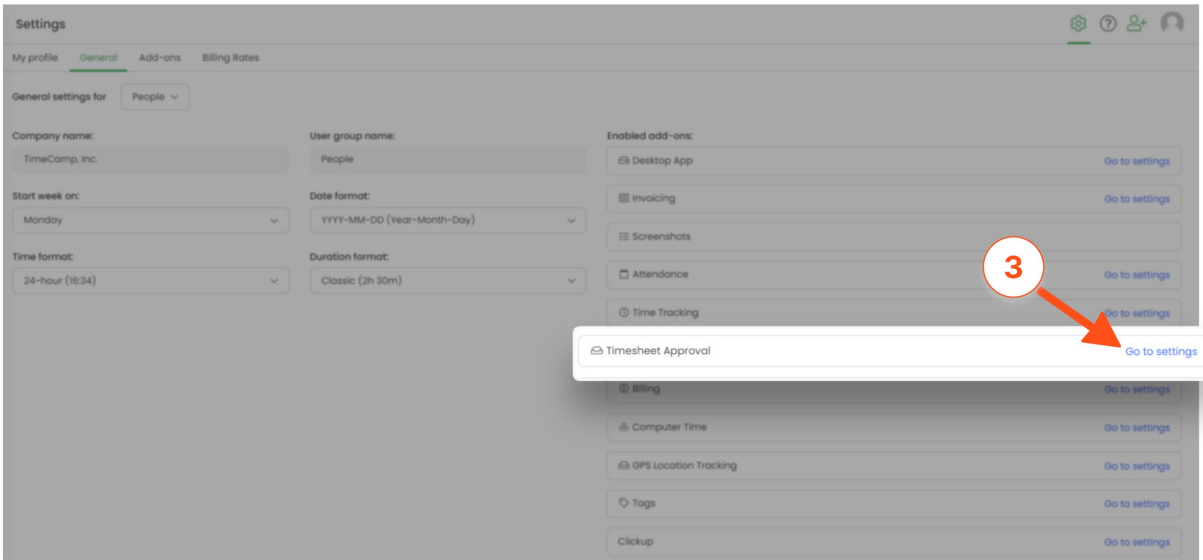 Settings
My profile General Add-ons Billing Rates
General settings for People
Company name: User group name: Enabled add-ons:
TimeCamp, Inc. People
Desktop App Go to settings
Invoicing Go to settings
Start week on: Date format:
Monday YYYY-MM-DD (Year-Month-Day)
Screenshots
Time format: Duration format:
24-hour (16:34) Classic (2h 30m)
Attendance Go to settings
3
Time Tracking Go to settings
Timesheet Approval Go to settings
Billing Go to settings
Computer Time Go to settings
GPS Location Tracking Go to settings
Tags Go to settings
Clickup Go to settings